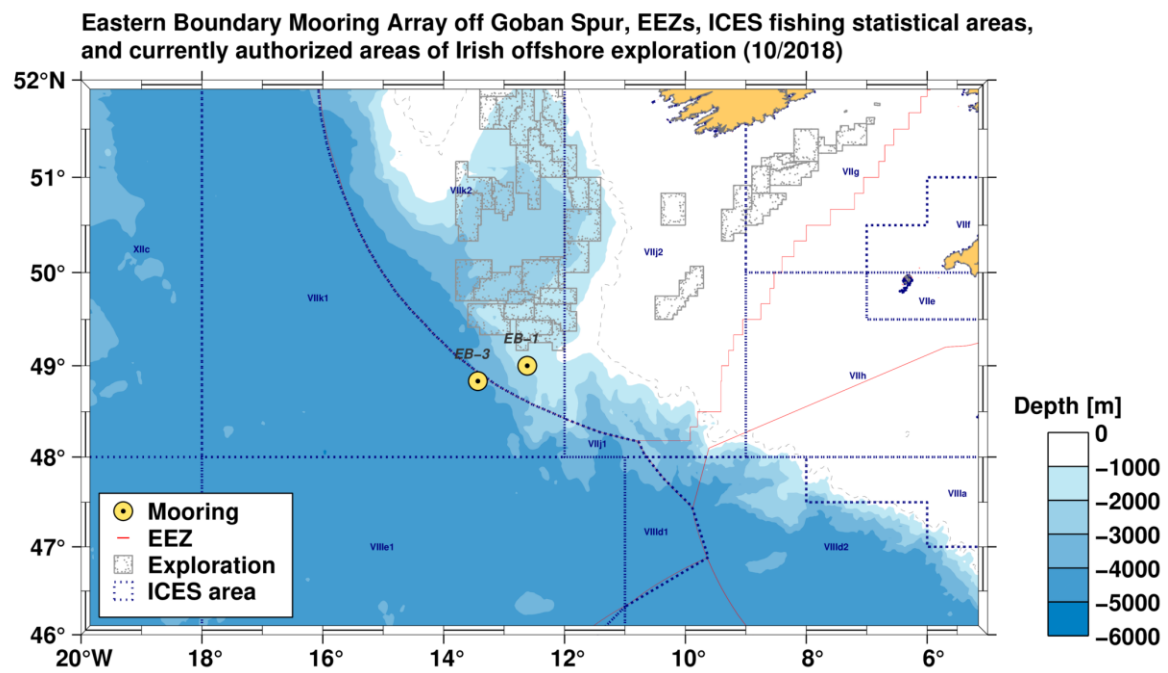 Eastern Boundary Mooring Array off Goban Spur, EEZs, ICES fishing statistical areas,
and currently authorized areas of Irish offshore exploration (10/2018)
52°N
51°
50°
49°
48°
47°
46°
VIIg
VIIk2
VIIf
XIIc
VIIj2
VIIk1
VIIe
EB-1
EB-3
VIIh
VIIj1
VIIIa
VIIId1
VIIIe1
VIIId2
Mooring
EEZ
Exploration
ICES area
20°W
18°
16°
14°
12°
10°
8°
6°
Depth [m]
0
−1000
−2000
−3000
−4000
−5000
−6000